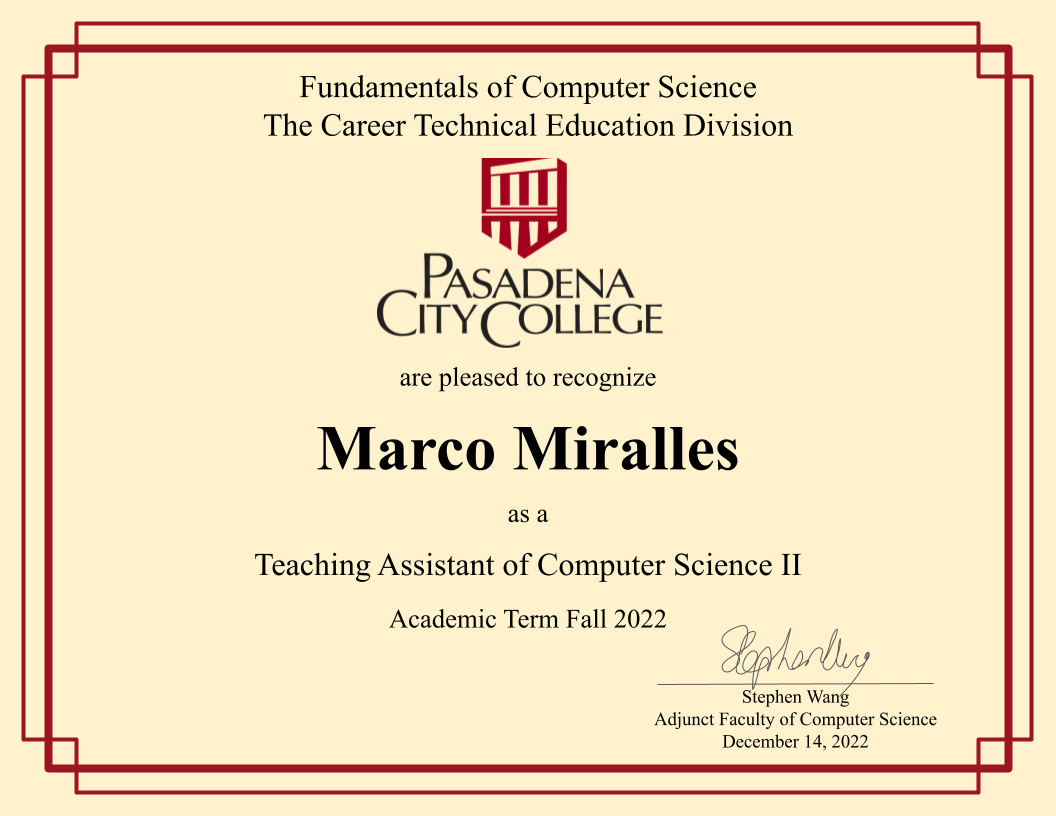 Fundamentals of Computer Science
The Career Technical Education Division
PASADENA
CITY COLLEGE
are pleased to recognize
Marco Miralles
as a
Teaching Assistant of Computer Science II
Academic Term Fall 2022
Stephen Wang
Stephen Wang
Adjunct Faculty of Computer Science
December 14, 2022